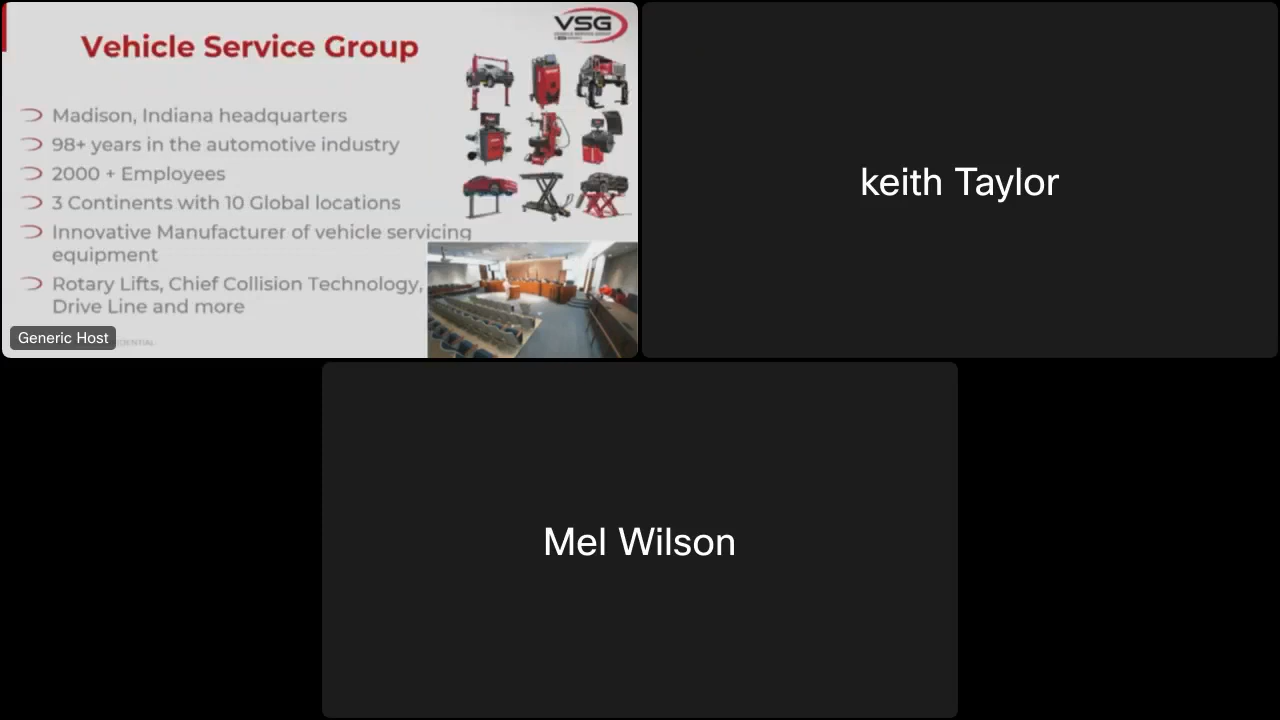 Vehicle Service Group
VSG
Madison, Indiana headquarters
98+ years in the automotive industry
2000 + Employees
3 Continents with 10 Global locations
Innovative Manufacturer of vehicle servicing
equipment
Rotary Lifts, Chief Collision Technology,
Drive Line and more
Generic Host
keith Taylor
Mel Wilson